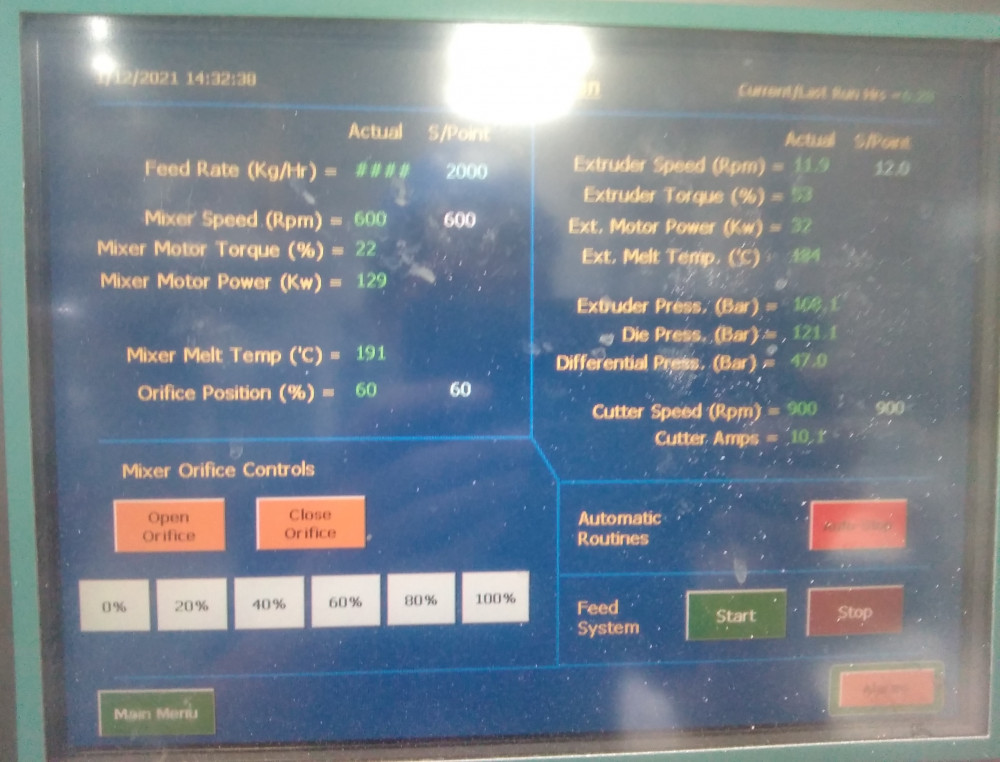 /12/2021 14:32:30
Current/Last Run Hrs =6.20
Actual S/Point
Feed Rate (Kg/Hr) = #### 2000
Mixer Speed (Rpm) = 600 600
Mixer Motor Torque (%) = 22
Mixer Motor Power (Kw) = 129
Mixer Melt Temp ('C) = 191
Orifice Position (%) = 60 60
Actual S/Point
Extruder Speed (Rpm) = 11.9 12.0
Extruder Torque (%) = 53
Ext. Motor Power (Kw) = 32
Ext. Melt Temp. ('C) 184
Extruder Press. (Bar) = 168.1
Die Press. (Bar) = 121.1
Differential Press. (Bar) = 47.0
Cutter Speed (Rpm) = 900 900
Cutter Amps = 10.1
Mixer Orifice Controls
Open
Orifice
Close
Orifice
0% 20% 40% 60% 80% 100%
Automatic
Routines
Feed
System
Start
Stop
Main Menu